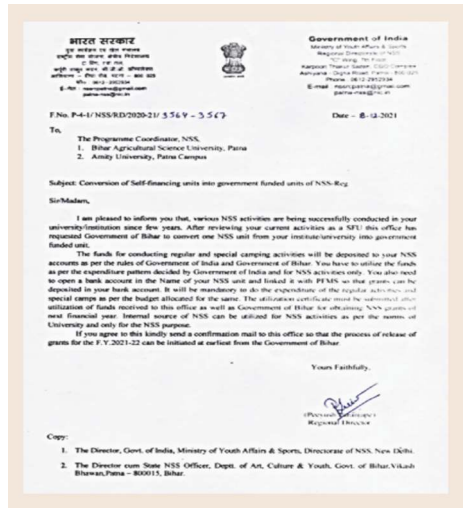 भारत सरकार
Government of India
Ministry of Youth Affairs & Sports
Regional Directorate of NSS
"C" Wing, 7th Floor
Karpoori Thakur Sadan, CGO Complex
Ashiyana - Digha Road, Patna - 800 025
Phone : 0612-2952934
E-mail :
patna-nss@nic.in
F.No. P-4-1/ NSS/RD/2020-21/ 3564 - 3567
Date - 8-12-2021
To,
The Programme Coordinator, NSS,
1. Bihar Agricultural Science University, Patna
2. Amity University, Patna Campus
Subject: Conversion of Self-financing units into government funded units of NSS-Reg
Sir/Madam,
I am pleased to inform you that, various NSS activities are being successfully conducted in your
university/institution since few years. After reviewing your current activities as a SFU this office has
requested Government of Bihar to convert one NSS unit from your institute/university into government
funded unit.
The funds for conducting regular and special camping activities will be deposited to your NSS
accounts as per the rules of Government of India and Government of Bihar. You have to utilize the funds
as per the expenditure pattern decided by Government of India and for NSS activities only. You also need
to open a bank account in the Name of your NSS unit and linked it with PFMS so that grants can be
deposited in your bank account. It will be mandatory to do the expenditure of the regular activities and
special camps as per the budget allocated for the same. The utilization certificate must be submitted after
utilization of funds received to this office as well as Government of Bihar for obtaining NSS grants of
next financial year. Internal source of NSS can be utilized for NSS activities as per the norms of
University and only for the NSS purpose.
If you agree to this kindly send a confirmation mail to this office so that the process of release of
grants for the F.Y.2021-22 can be initiated at earliest from the Government of Bihar.
Yours Faithfully,
Regional Director
Copy:
1. The Director, Govt. of India, Ministry of Youth Affairs & Sports, Directorate of NSS, New Delhi.
2. The Director cum State NSS Officer, Deptt. of Art, Culture & Youth, Govt. of Bihar,Vikash
Bhawan,Patna – 800015, Bihar.